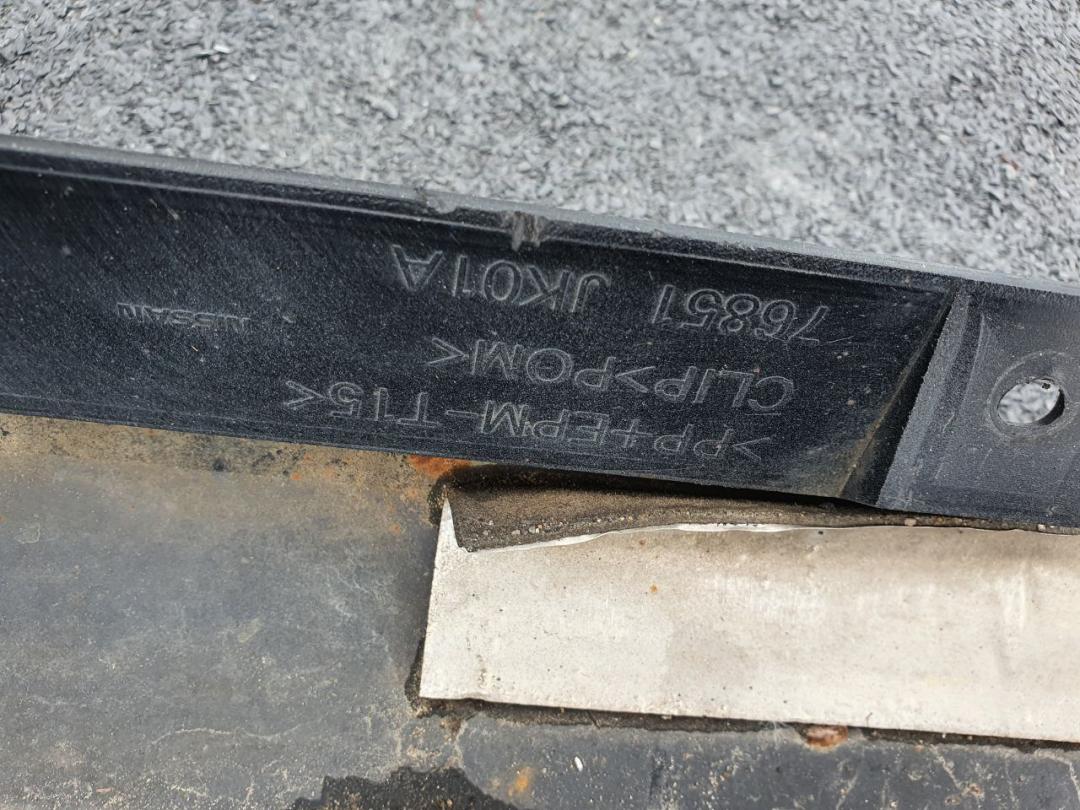 >PP+EPM-T15<
CLIP>POM<
76851 JK01A
NISSAN